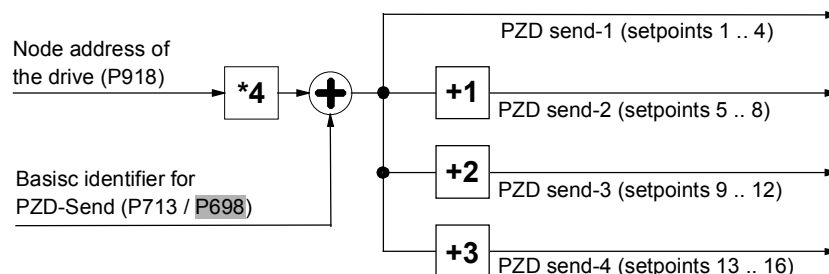 PZD send-1 (setpoints 1 .. 4)
Node address of
the drive (P918)
*4
+
+1
PZD send-2 (setpoints 5 .. 8)
Basisc identifier for
PZD-Send (P713 / P698)
+2
PZD send-3 (setpoints 9 .. 12)
+3
PZD send-4 (setpoints 13 .. 16)